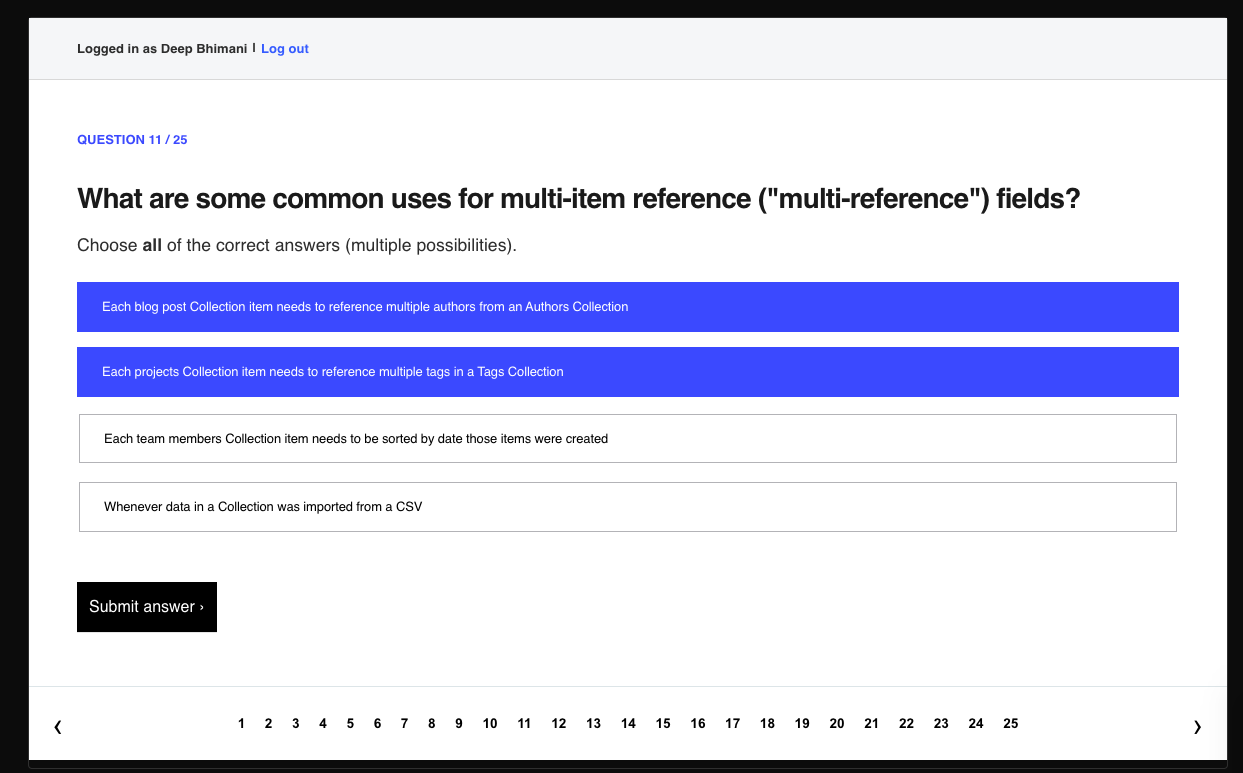 Logged in as Deep Bhimani | Log out
QUESTION 11 / 25
What are some common uses for multi-item reference ("multi-reference") fields?
Choose all of the correct answers (multiple possibilities).
Each blog post Collection item needs to reference multiple authors from an Authors Collection
Each projects Collection item needs to reference multiple tags in a Tags Collection
Each team members Collection item needs to be sorted by date those items were created
Whenever data in a Collection was imported from a CSV
Submit answer ›
❮ 1 2 3 4 5 6 7 8 9 10 11 12 13 14 15 16 17 18 19 20 21 22 23 24 25 ❯